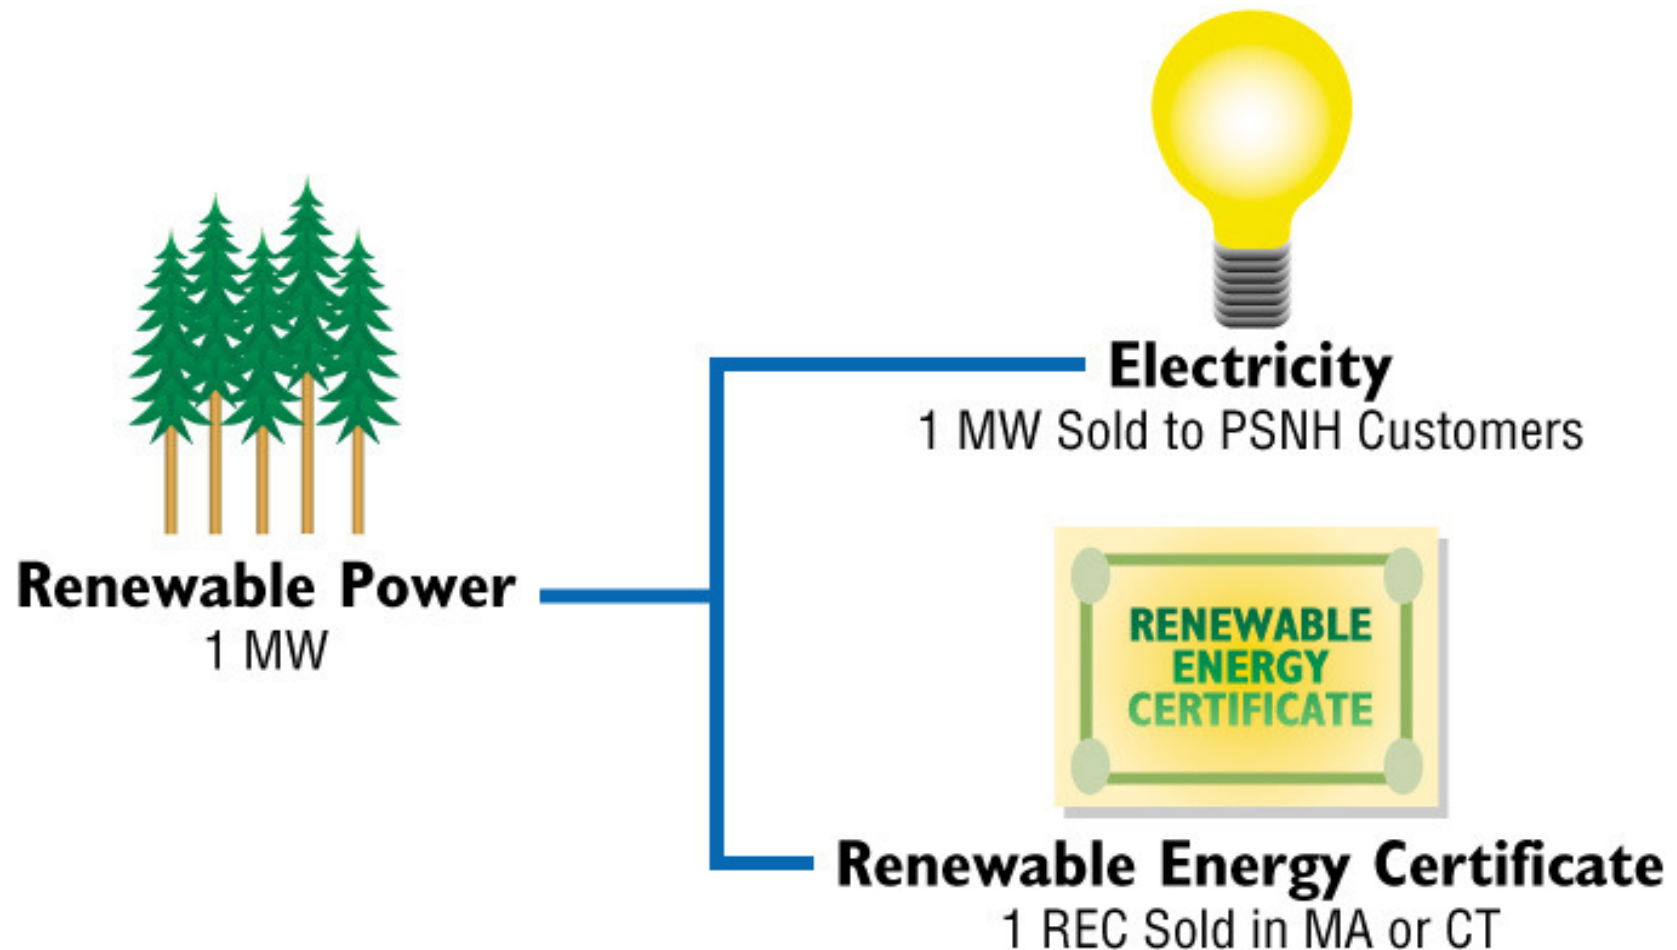 Renewable Power
1 MW
Electricity
1 MW Sold to PSNH Customers
RENEWABLE
ENERGY
CERTIFICATE
Renewable Energy Certificate
1 REC Sold in MA or CT